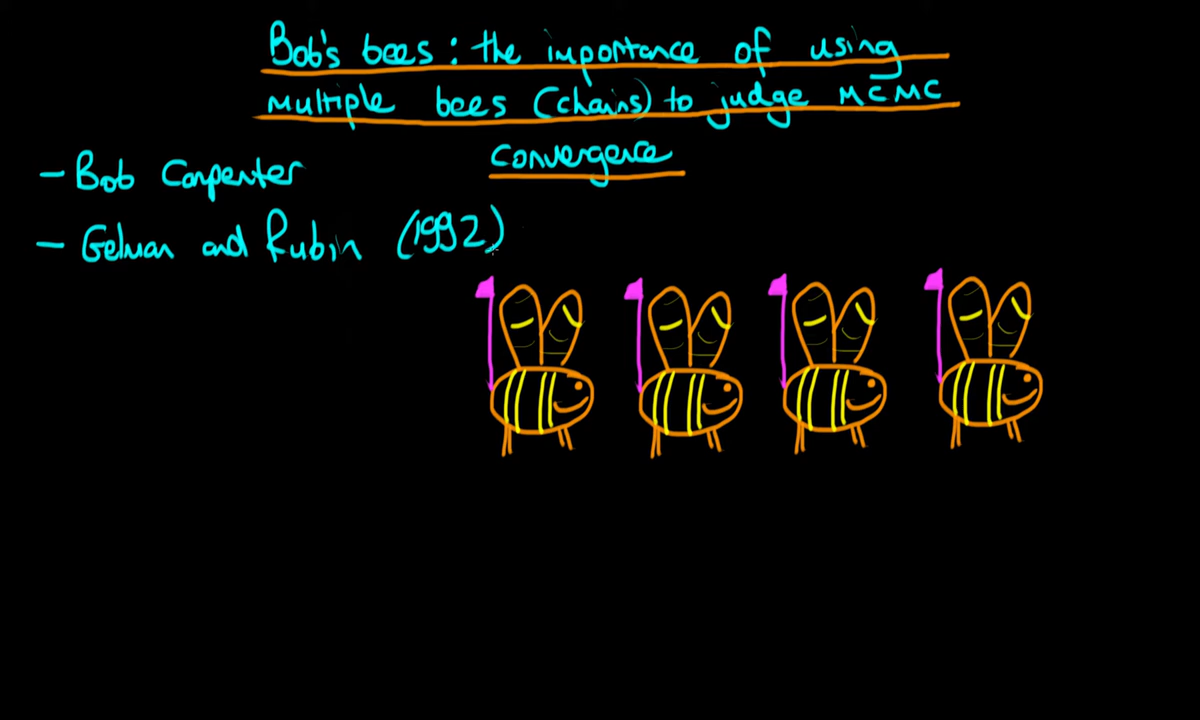 Bob's bees : the importance of using
multiple bees (chains) to judge MCMC
convergence
- Bob Carpenter
- Gelman and Rubin (1992)